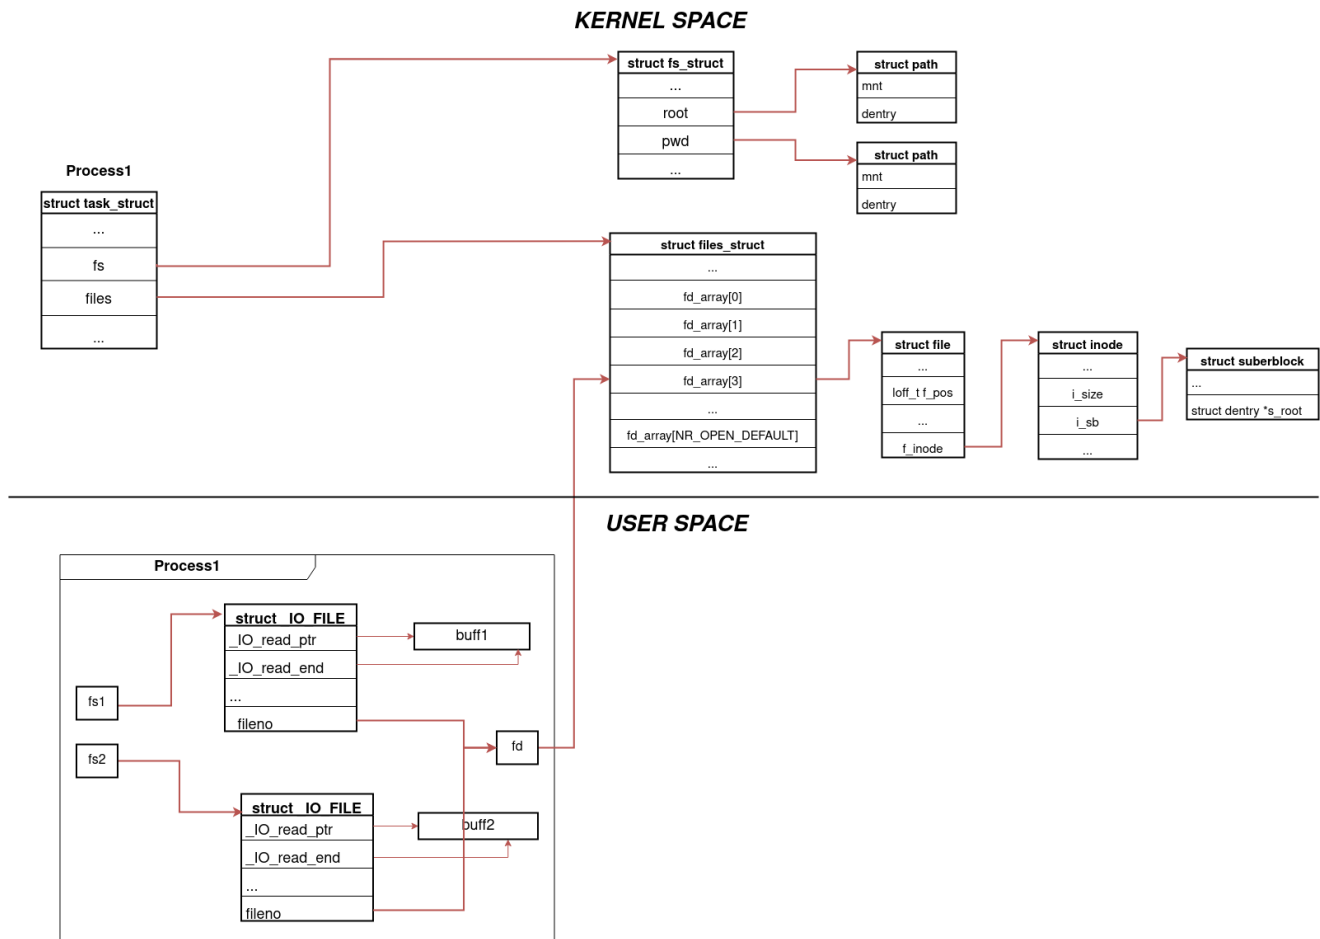 KERNEL SPACE
Process1
struct task_struct
...
fs
files
...
struct fs_struct
...
root
pwd
...
struct path
mnt
dentry
struct path
mnt
dentry
struct files_struct
...
fd_array[0]
fd_array[1]
fd_array[2]
fd_array[3]
...
fd_array[NR_OPEN_DEFAULT]
...
struct file
...
loff_t f_pos
...
f_inode
struct inode
...
i_size
i_sb
...
struct suberblock
...
struct dentry *s_root
USER SPACE
Process1
fs1
fs2
struct _IO_FILE
_IO_read_ptr
_IO_read_end
...
_fileno
buff1
fd
struct _IO_FILE
_IO_read_ptr
_IO_read_end
...
_fileno
buff2